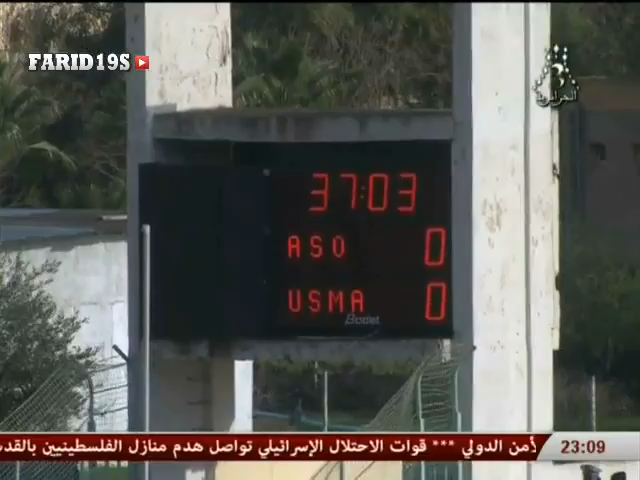 FARID19S
الجزائرية
37:03
ASO 0
USMA 0
Bodet
أمن الدولي *** قوات الاحتلال الإسرائيلي تواصل هدم منازل الفلسطينيين بالقد
23:09